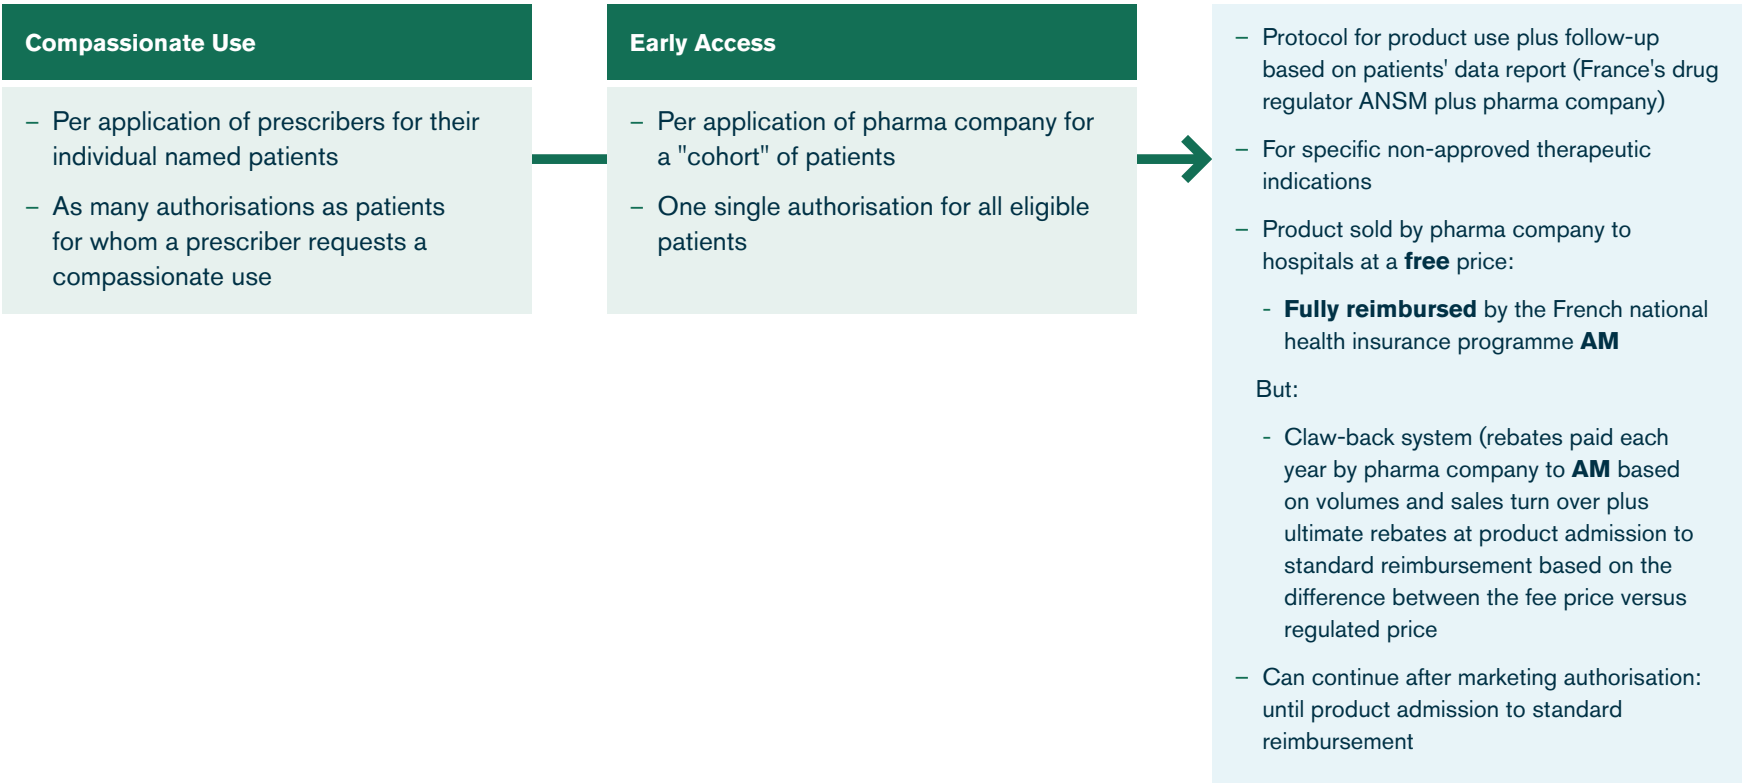 Compassionate Use
– Per application of prescribers for their
individual named patients
– As many authorisations as patients
for whom a prescriber requests a
compassionate use
Early Access
– Per application of pharma company for
a "cohort" of patients
– One single authorisation for all eligible
patients
– Protocol for product use plus follow-up
based on patients' data report (France's drug
regulator ANSM plus pharma company)
– For specific non-approved therapeutic
indications
– Product sold by pharma company to
hospitals at a free price:
- Fully reimbursed by the French national
health insurance programme AM
But:
- Claw-back system (rebates paid each
year by pharma company to AM based
on volumes and sales turn over plus
ultimate rebates at product admission to
standard reimbursement based on the
difference between the fee price versus
regulated price
– Can continue after marketing authorisation:
until product admission to standard
reimbursement